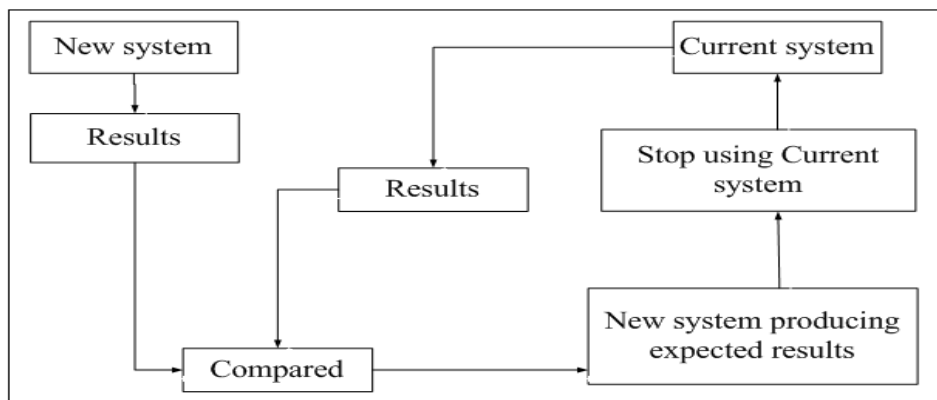 New system
Current system
Results
Stop using Current
system
Results
New system producing
expected results
Compared